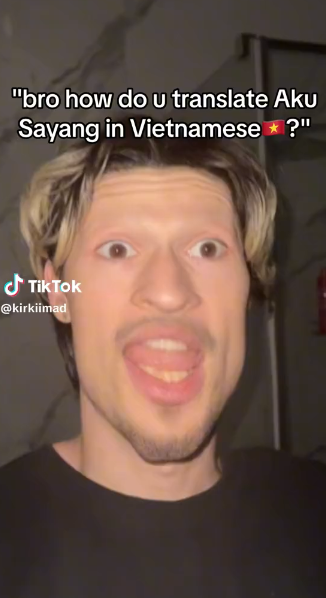 "bro how do u translate Aku
Sayang in Vietnamese🇻🇳?"
TikTok
@kirkiimad